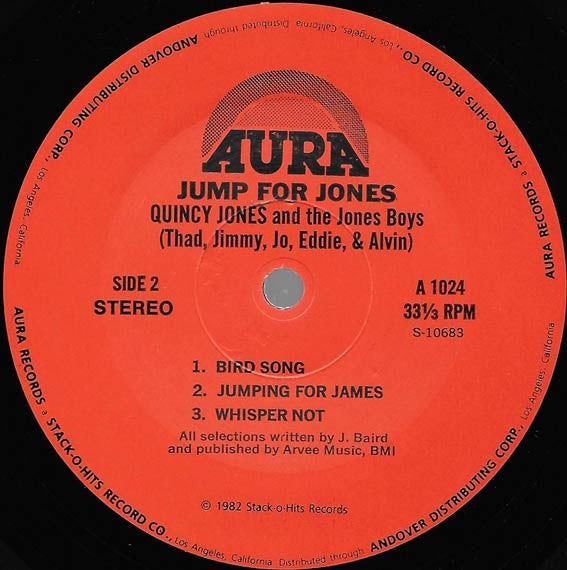 AURA
JUMP FOR JONES
QUINCY JONES and the Jones Boys
(Thad, Jimmy, Jo, Eddie, & Alvin)
SIDE 2
STEREO
A 1024
33⅓ RPM
S-10683
1. BIRD SONG
2. JUMPING FOR JAMES
3. WHISPER NOT
All selections written by J. Baird
and published by Arvee Music, BMI
© 1982 Stack-o-Hits Records
AURA RECORDS a STACK-O-HITS RECORD CO., Los Angeles, California. Distributed through ANDOVER DISTRIBUTING CORP., Los Angeles, California
AURA RECORDS a STACK-O-HITS RECORD CO., Los Angeles, California. Distributed through ANDOVER DISTRIBUTING CORP., Los Angeles, California.